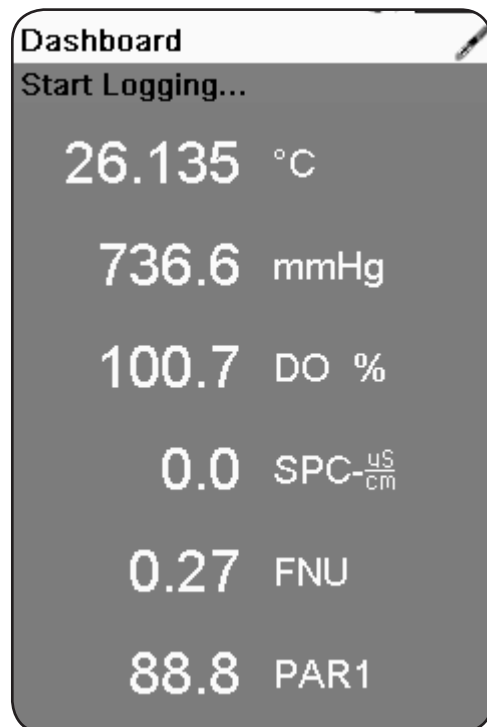 Dashboard
Start Logging...
26.135 °C
736.6 mmHg
100.7 DO %
0.0 SPC-uS/cm
0.27 FNU
88.8 PAR1